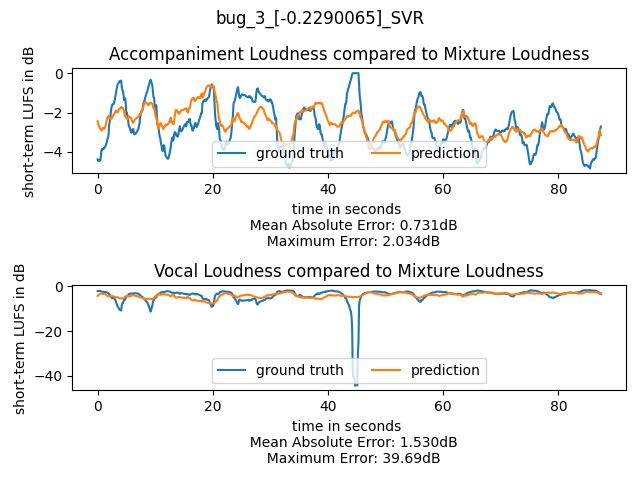 bug_3_[-0.2290065]_SVR
Accompaniment Loudness compared to Mixture Loudness
short-term LUFS in dB
0
−2
−4
ground truth
prediction
0 20 40 60 80
time in seconds
Mean Absolute Error: 0.731dB
Maximum Error: 2.034dB
Vocal Loudness compared to Mixture Loudness
short-term LUFS in dB
0
−20
−40
ground truth
prediction
0 20 40 60 80
time in seconds
Mean Absolute Error: 1.530dB
Maximum Error: 39.69dB